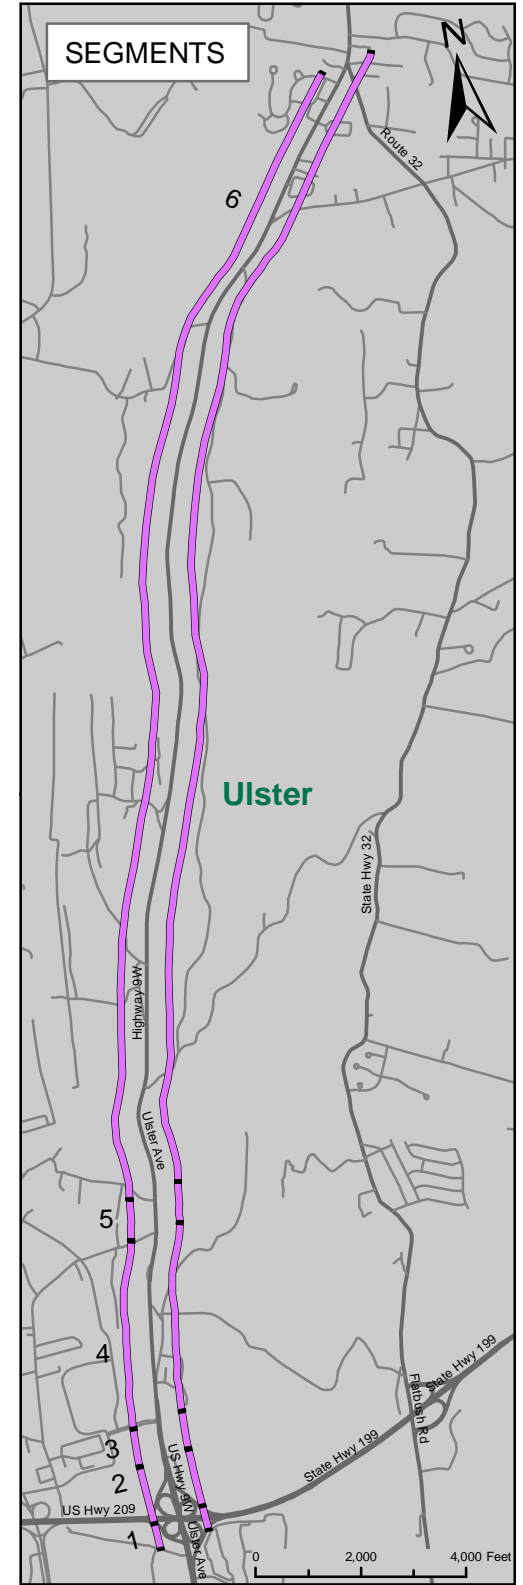 SEGMENTS
N
Route 32
6
Ulster
State Hwy 32
Highway 9W
Ulster Ave
5
4
State Hwy 199
Flatbush Rd
3
US Hwy 9W
State Hwy 199
2
US Hwy 209
Ulster Ave
1
0 2,000 4,000 Feet